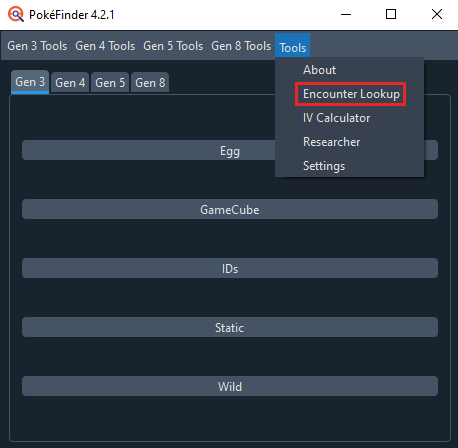 PokéFinder 4.2.1
Gen 3 Tools Gen 4 Tools Gen 5 Tools Gen 8 Tools Tools
About
Gen 3 Gen 4 Gen 5 Gen 8
Encounter Lookup
IV Calculator
Researcher
Egg
Settings
GameCube
IDs
Static
Wild